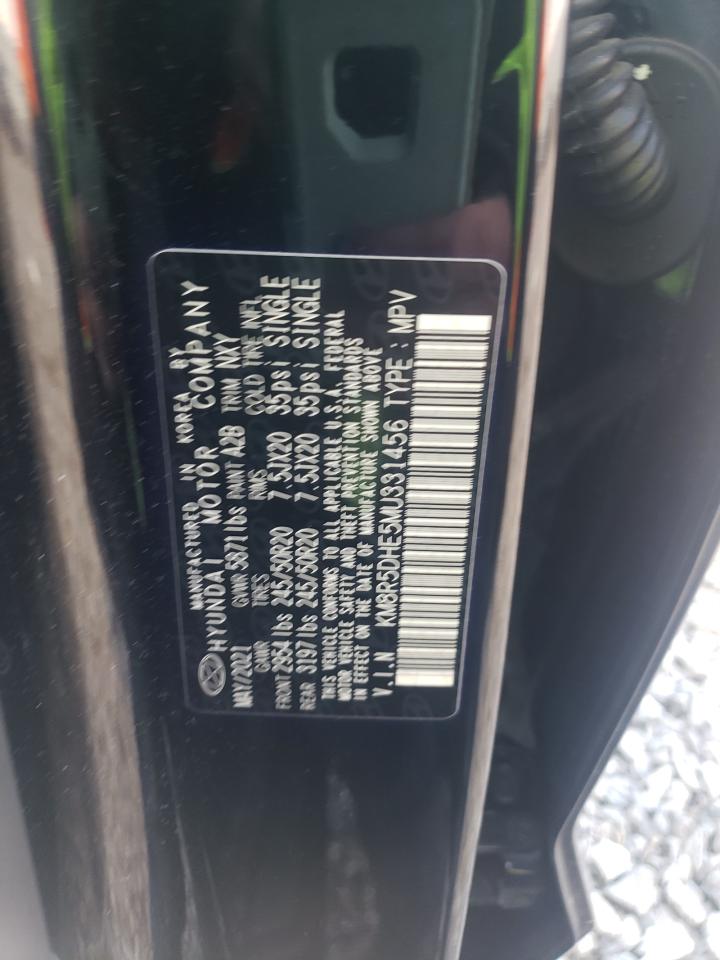 MANUFACTURED IN KOREA BY
HYUNDAI MOTOR COMPANY
MAY/2021 GVWR 5871lbs PAINT A2B TRIM NXY
GAWR TIRES RIMS COLD TIRE INFL
FRONT 2954lbs 245/50R20 7.5JX20 35psi SINGLE
REAR 3197lbs 245/50R20 7.5JX20 35psi SINGLE
THIS VEHICLE CONFORMS TO ALL APPLICABLE U.S.A. FEDERAL
MOTOR VEHICLE SAFETY AND THEFT PREVENTION STANDARDS
IN EFFECT ON THE DATE OF MANUFACTURE SHOWN ABOVE
V.I.N KM8R5DHE5MU331456 TYPE : MPV